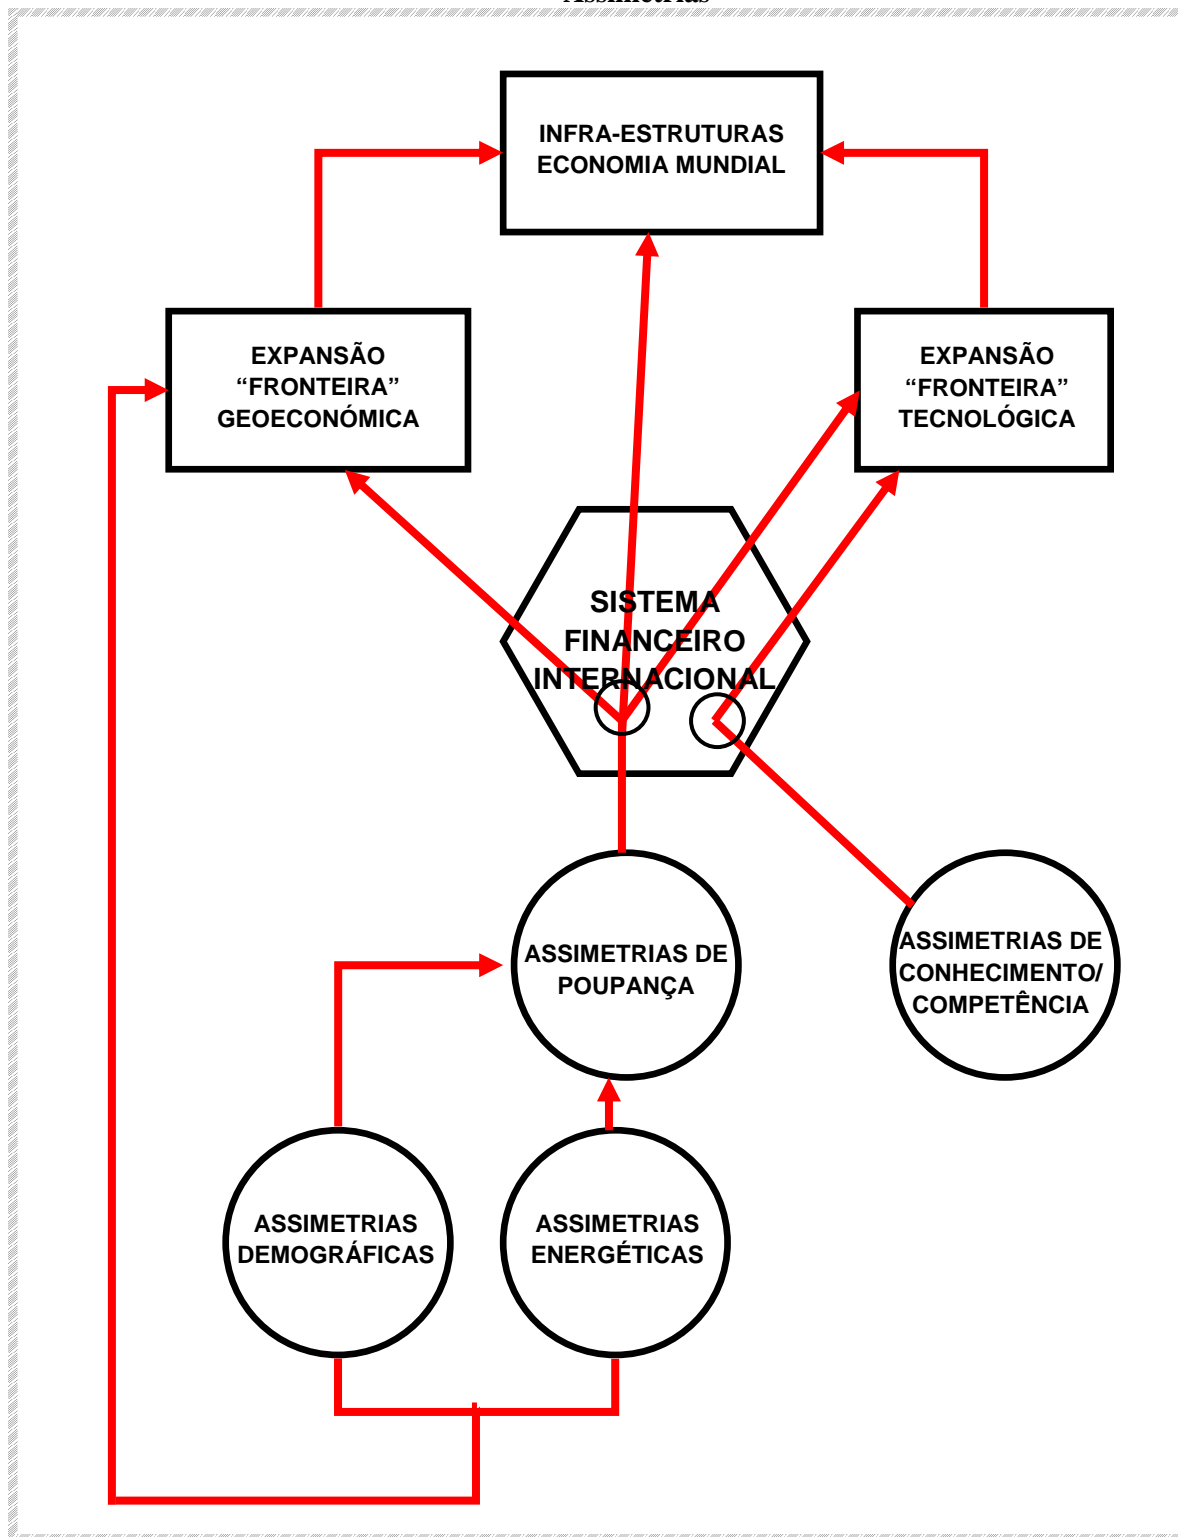 Assimetrias
INFRA-ESTRUTURAS
ECONOMIA MUNDIAL
EXPANSÃO
“FRONTEIRA”
GEOECONÓMICA
EXPANSÃO
“FRONTEIRA”
TECNOLÓGICA
SISTEMA
FINANCEIRO
INTERNACIONAL
ASSIMETRIAS DE
POUPANÇA
ASSIMETRIAS DE
CONHECIMENTO/
COMPETÊNCIA
ASSIMETRIAS
DEMOGRÁFICAS
ASSIMETRIAS
ENERGÉTICAS